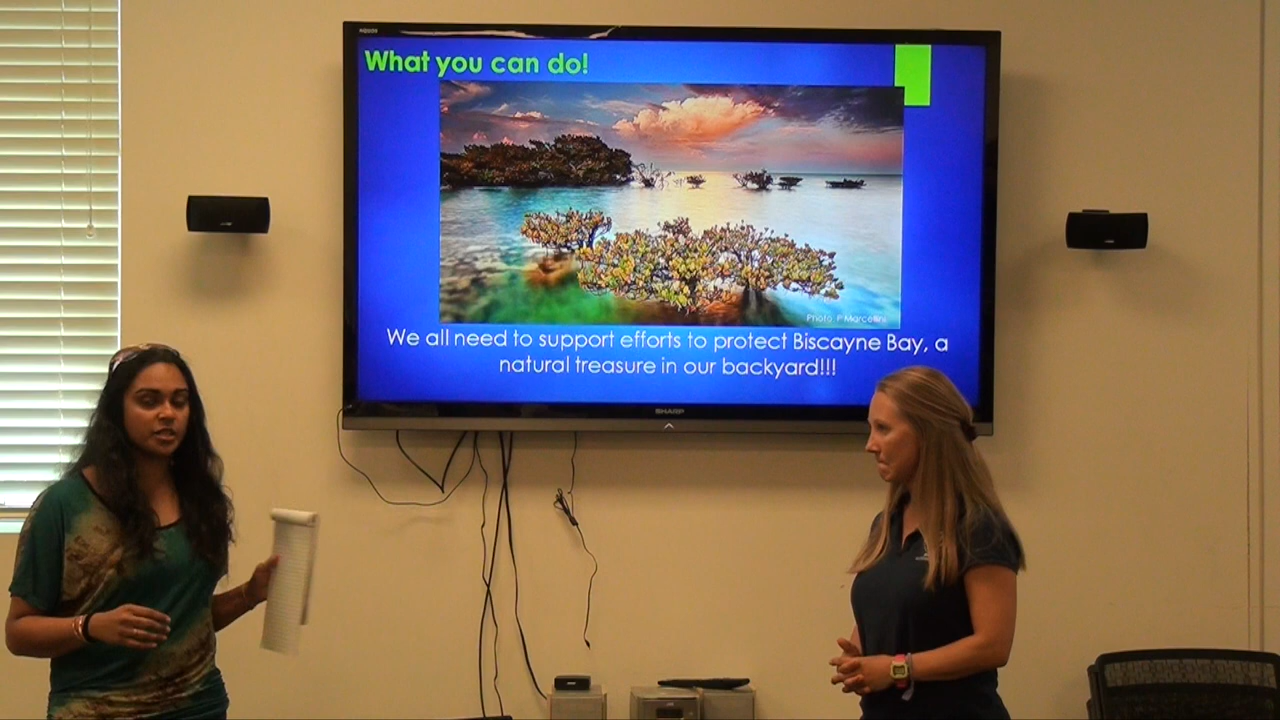 AQUOS
What you can do!
Photo: P Marcellini
We all need to support efforts to protect Biscayne Bay, a
natural treasure in our backyard!!!
SHARP